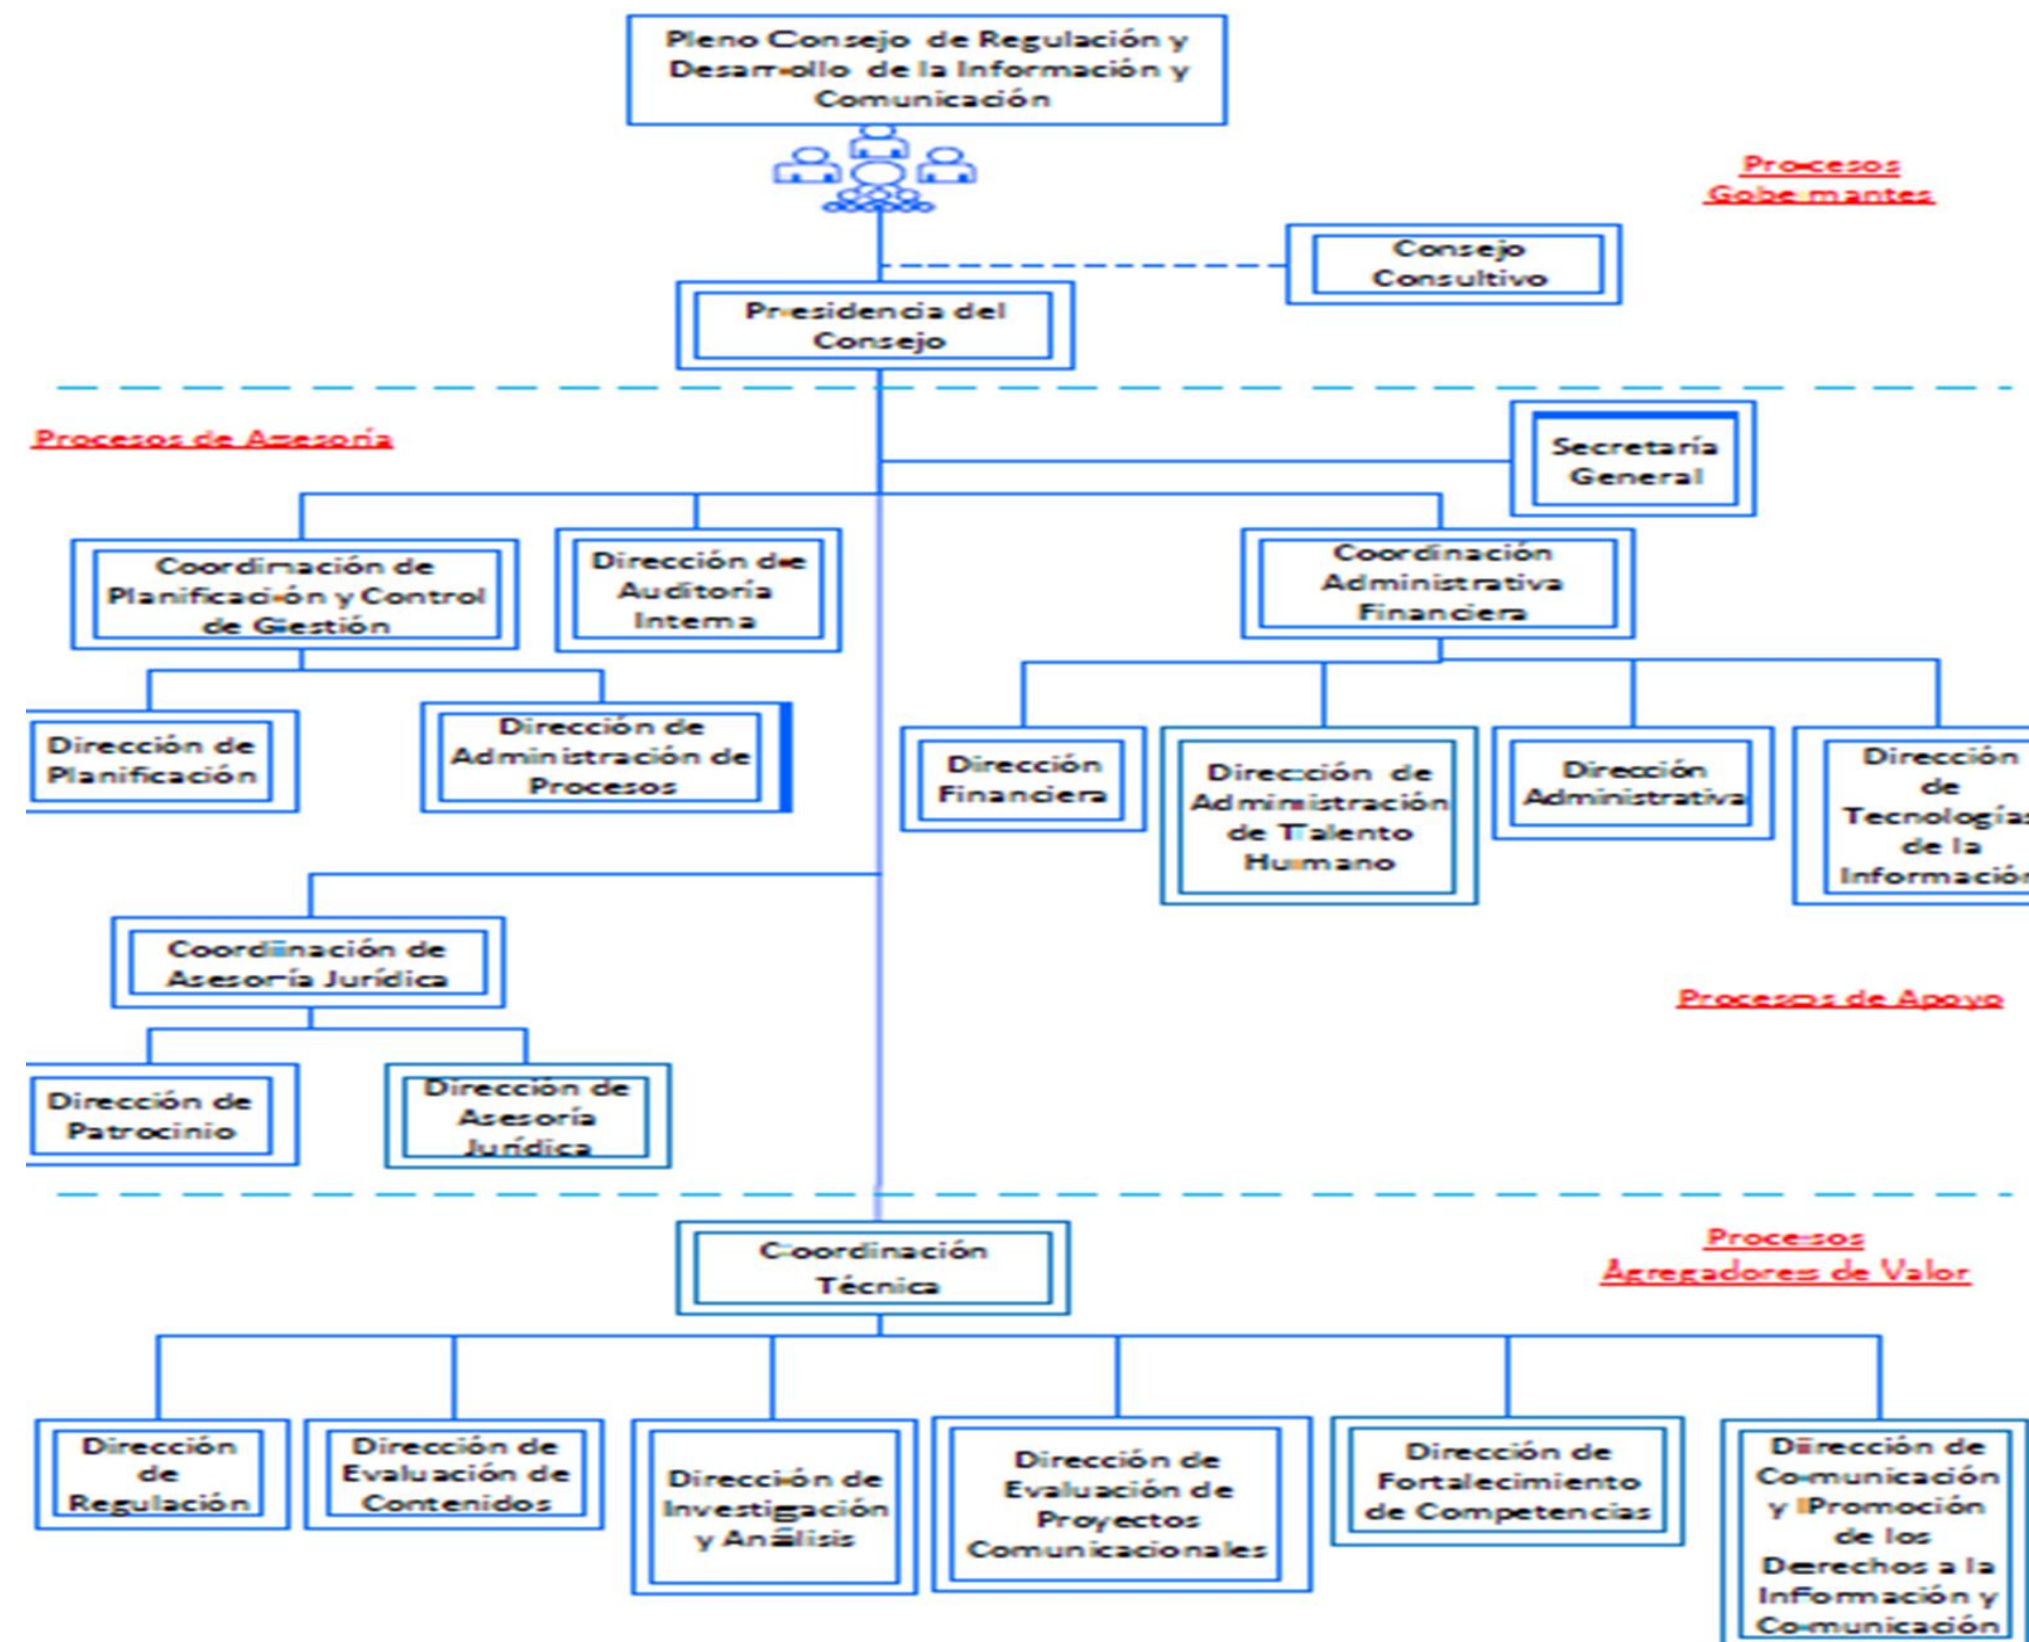 Pleno Consejo de Regulación y
Desarrollo de la Información y
Comunicación
Procesos
Gobernantes
Consejo
Consultivo
Presidencia del
Consejo
Procesos de Asesoría
Secretaría
General
Coordinación de
Planificación y Control
de Gestión
Dirección de
Auditoría
Interna
Coordinación
Administrativa
Financiera
Dirección de
Planificación
Dirección de
Administración de
Procesos
Dirección
Financiera
Dirección de
Administración
de Talento
Humano
Dirección
Administrativa
Dirección
de
Tecnologías
de la
Información
Coordinación de
Asesoría Jurídica
Procesos de Apoyo
Dirección de
Patrocinio
Dirección de
Asesoría
Jurídica
Coordinación
Técnica
Procesos
Agregadores de Valor
Dirección
de
Regulación
Dirección de
Evaluación de
Contenidos
Dirección de
Investigación
y Análisis
Dirección de
Evaluación de
Proyectos
Comunicacionales
Dirección de
Fortalecimiento
de Competencias
Dirección de
Comunicación
y Promoción
de los
Derechos a la
Información y
Comunicación